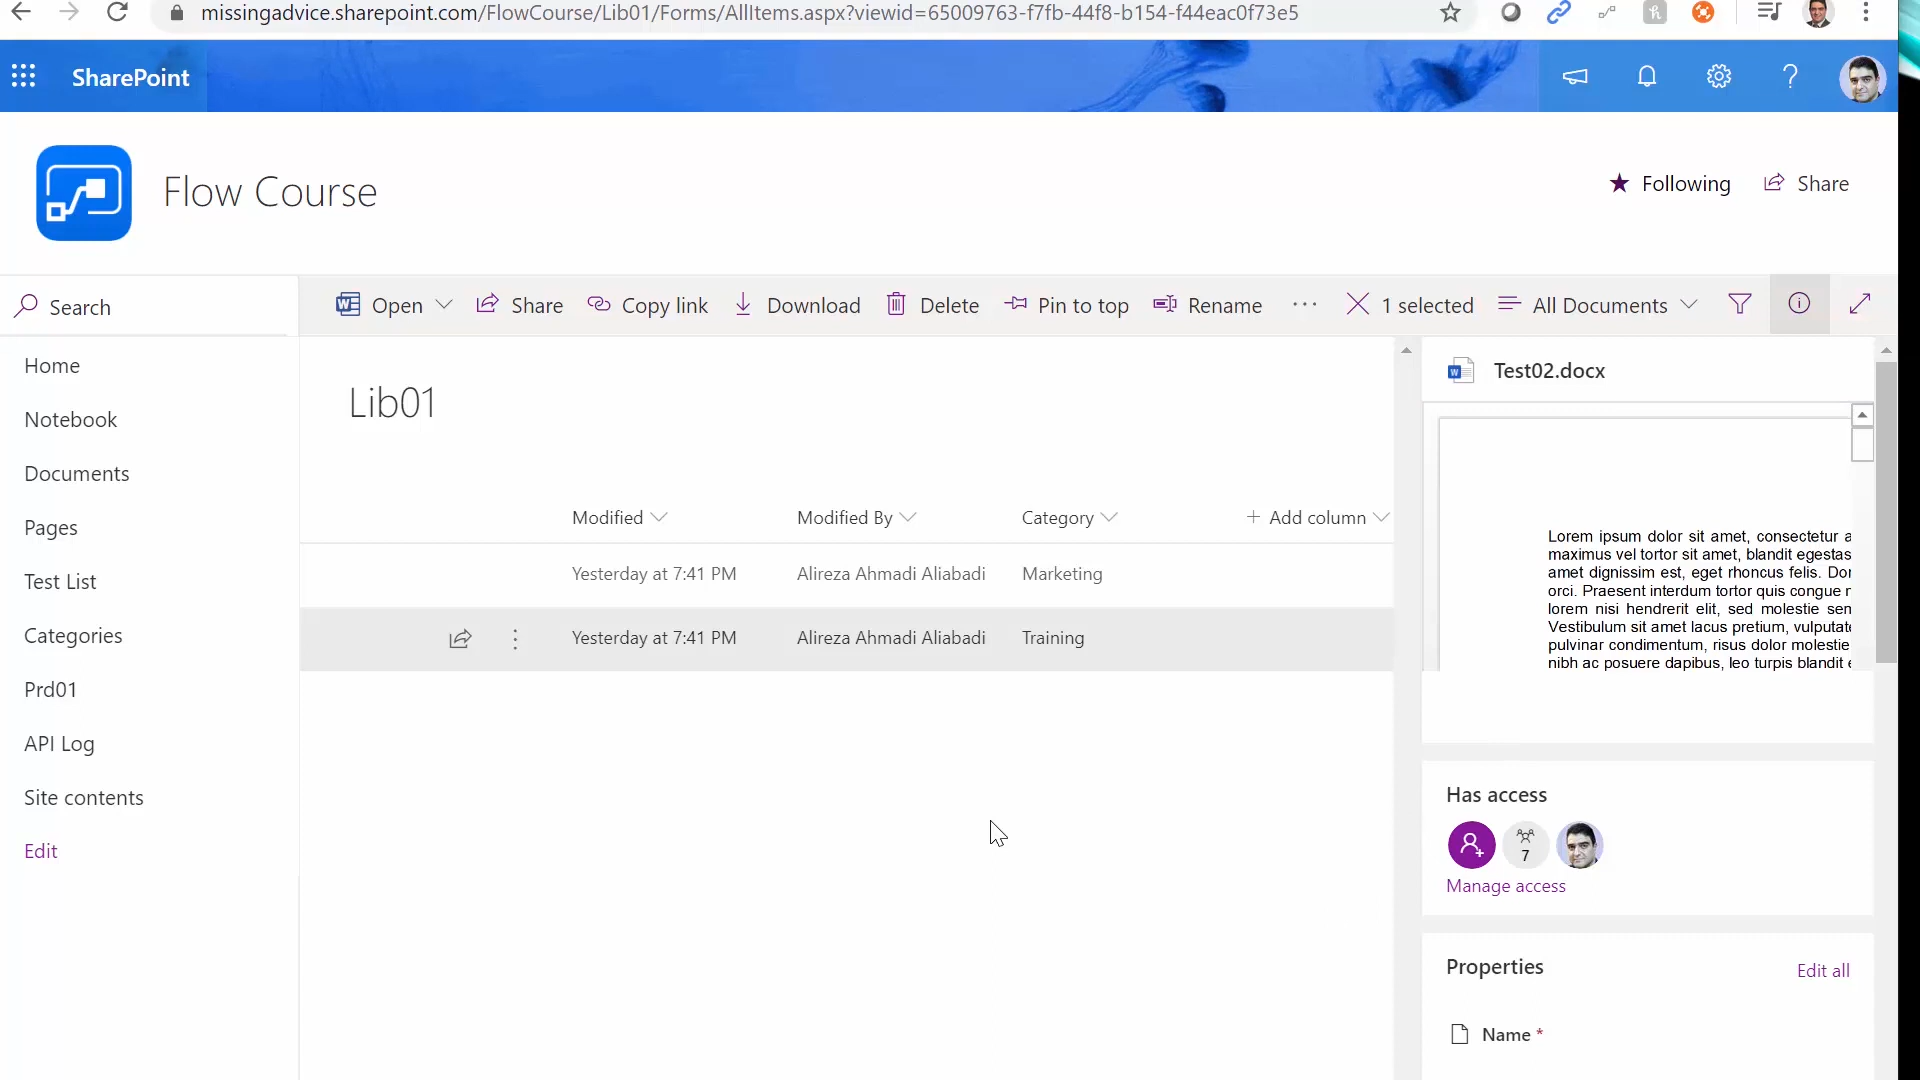 missingadvice.sharepoint.com/FlowCourse/Lib01/Forms/AllItems.aspx?viewid=65009763-f7fb-44f8-b154-f44eac0f73e5
SharePoint
Flow Course
Following Share
Search
Open Share Copy link Download Delete Pin to top Rename 1 selected All Documents
Home
Notebook
Documents
Pages
Test List
Categories
Prd01
API Log
Site contents
Edit
Lib01
Modified Modified By Category + Add column
Yesterday at 7:41 PM Alireza Ahmadi Aliabadi Marketing
Yesterday at 7:41 PM Alireza Ahmadi Aliabadi Training
Test02.docx
Lorem ipsum dolor sit amet, consectetur a
maximus vel tortor sit amet, blandit egestas
amet dignissim est, eget rhoncus felis.
orci. Praesent interdum tortor quis congue
lorem nisi hendrerit elit, sed molestie sen
Vestibulum sit amet lacus pretium, vulputate
pulvinar condimentum, risus dolor molestie
nibh ac posuere dapibus, leo turpis blandit
Has access
7
Manage access
Properties Edit all
Name *